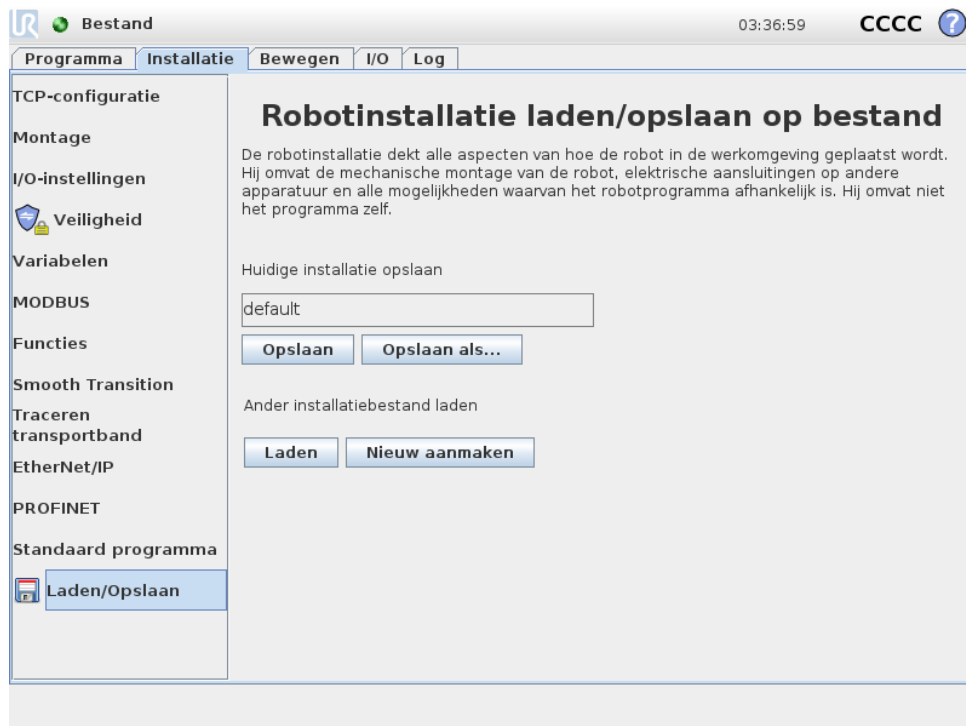 UR
Bestand
03:36:59
CCCC
?
Programma
Installatie
Bewegen
I/O
Log
TCP-configuratie
Montage
I/O-instellingen
Veiligheid
Variabelen
MODBUS
Functies
Smooth Transition
Traceren
transportband
EtherNet/IP
PROFINET
Standaard programma
Laden/Opslaan
Robotinstallatie laden/opslaan op bestand
De robotinstallatie dekt alle aspecten van hoe de robot in de werkomgeving geplaatst wordt.
Hij omvat de mechanische montage van de robot, elektrische aansluitingen op andere
apparatuur en alle mogelijkheden waarvan het robotprogramma afhankelijk is. Hij omvat niet
het programma zelf.
Huidige installatie opslaan
default
Opslaan
Opslaan als...
Ander installatiebestand laden
Laden
Nieuw aanmaken